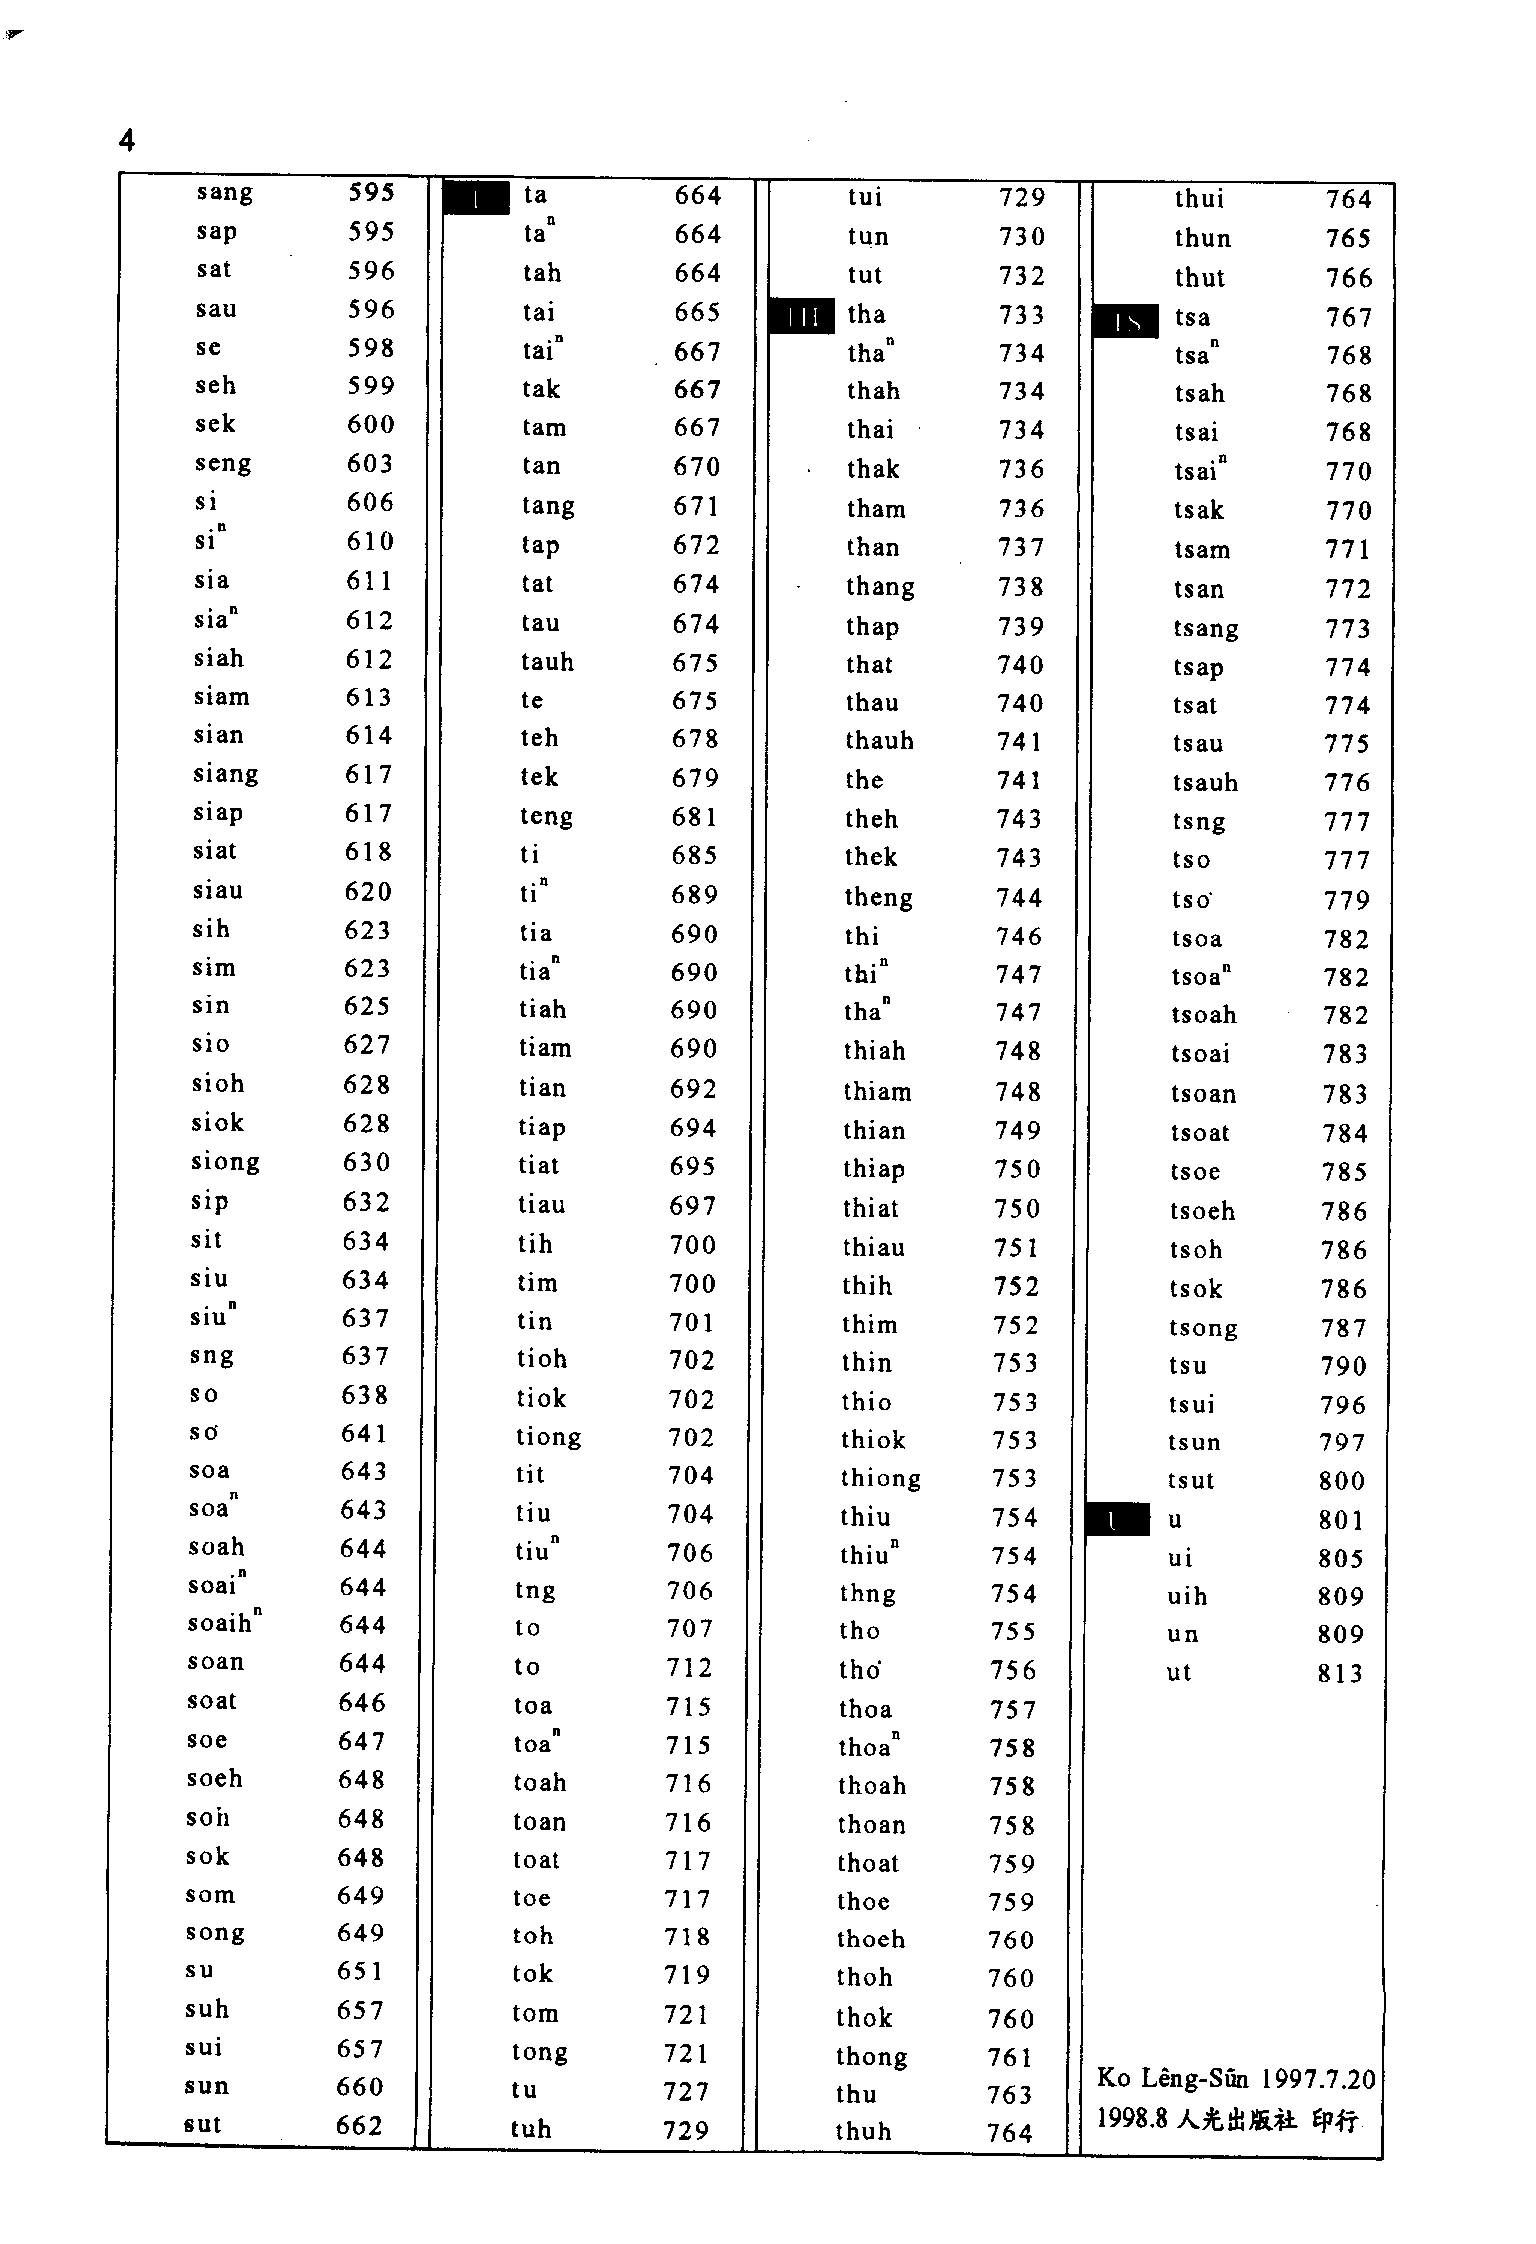 4
sang 595
sap 595
sat 596
sau 596
se 598
seh 599
sek 600
seng 603
si 606
siⁿ 610
sia 611
siaⁿ 612
siah 612
siam 613
sian 614
siang 617
siap 617
siat 618
siau 620
sih 623
sim 623
sin 625
sio 627
sioh 628
siok 628
siong 630
sip 632
sit 634
siu 634
siuⁿ 637
sng 637
so 638
so͘ 641
soa 643
soaⁿ 643
soah 644
soaiⁿ 644
soaihⁿ 644
soan 644
soat 646
soe 647
soeh 648
soh 648
sok 648
som 649
song 649
su 651
suh 657
sui 657
sun 660
sut 662
T ta 664
taⁿ 664
tah 664
tai 665
taiⁿ 667
tak 667
tam 667
tan 670
tang 671
tap 672
tat 674
tau 674
tauh 675
te 675
teh 678
tek 679
teng 681
ti 685
tiⁿ 689
tia 690
tiaⁿ 690
tiah 690
tiam 690
tian 692
tiap 694
tiat 695
tiau 697
tih 700
tim 700
tin 701
tioh 702
tiok 702
tiong 702
tit 704
tiu 704
tiuⁿ 706
tng 706
to 707
to 712
toa 715
toaⁿ 715
toah 716
toan 716
toat 717
toe 717
toh 718
tok 719
tom 721
tong 721
tu 727
tuh 729
tui 729
tun 730
tut 732
TH tha 733
thaⁿ 734
thah 734
thai 734
thak 736
tham 736
than 737
thang 738
thap 739
that 740
thau 740
thauh 741
the 741
theh 743
thek 743
theng 744
thi 746
thiⁿ 747
thaⁿ 747
thiah 748
thiam 748
thian 749
thiap 750
thiat 750
thiau 751
thih 752
thim 752
thin 753
thio 753
thiok 753
thiong 753
thiu 754
thiuⁿ 754
thng 754
tho 755
tho͘ 756
thoa 757
thoaⁿ 758
thoah 758
thoan 758
thoat 759
thoe 759
thoeh 760
thoh 760
thok 760
thong 761
thu 763
thuh 764
thui 764
thun 765
thut 766
TS tsa 767
tsaⁿ 768
tsah 768
tsai 768
tsaiⁿ 770
tsak 770
tsam 771
tsan 772
tsang 773
tsap 774
tsat 774
tsau 775
tsauh 776
tsng 777
tso 777
tso͘ 779
tsoa 782
tsoaⁿ 782
tsoah 782
tsoai 783
tsoan 783
tsoat 784
tsoe 785
tsoeh 786
tsoh 786
tsok 786
tsong 787
tsu 790
tsui 796
tsun 797
tsut 800
U u 801
ui 805
uih 809
un 809
ut 813
Ko Lêng-Sûn 1997.7.20
1998.8 人光出版社 印行